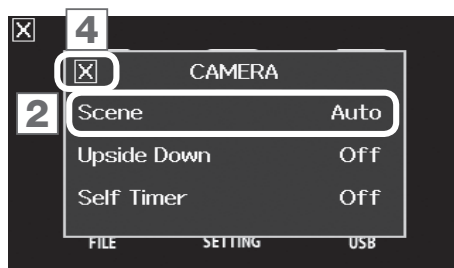 4
X
X CAMERA
2
Scene Auto
Upside Down Off
Self Timer Off
FILE SETTING USB